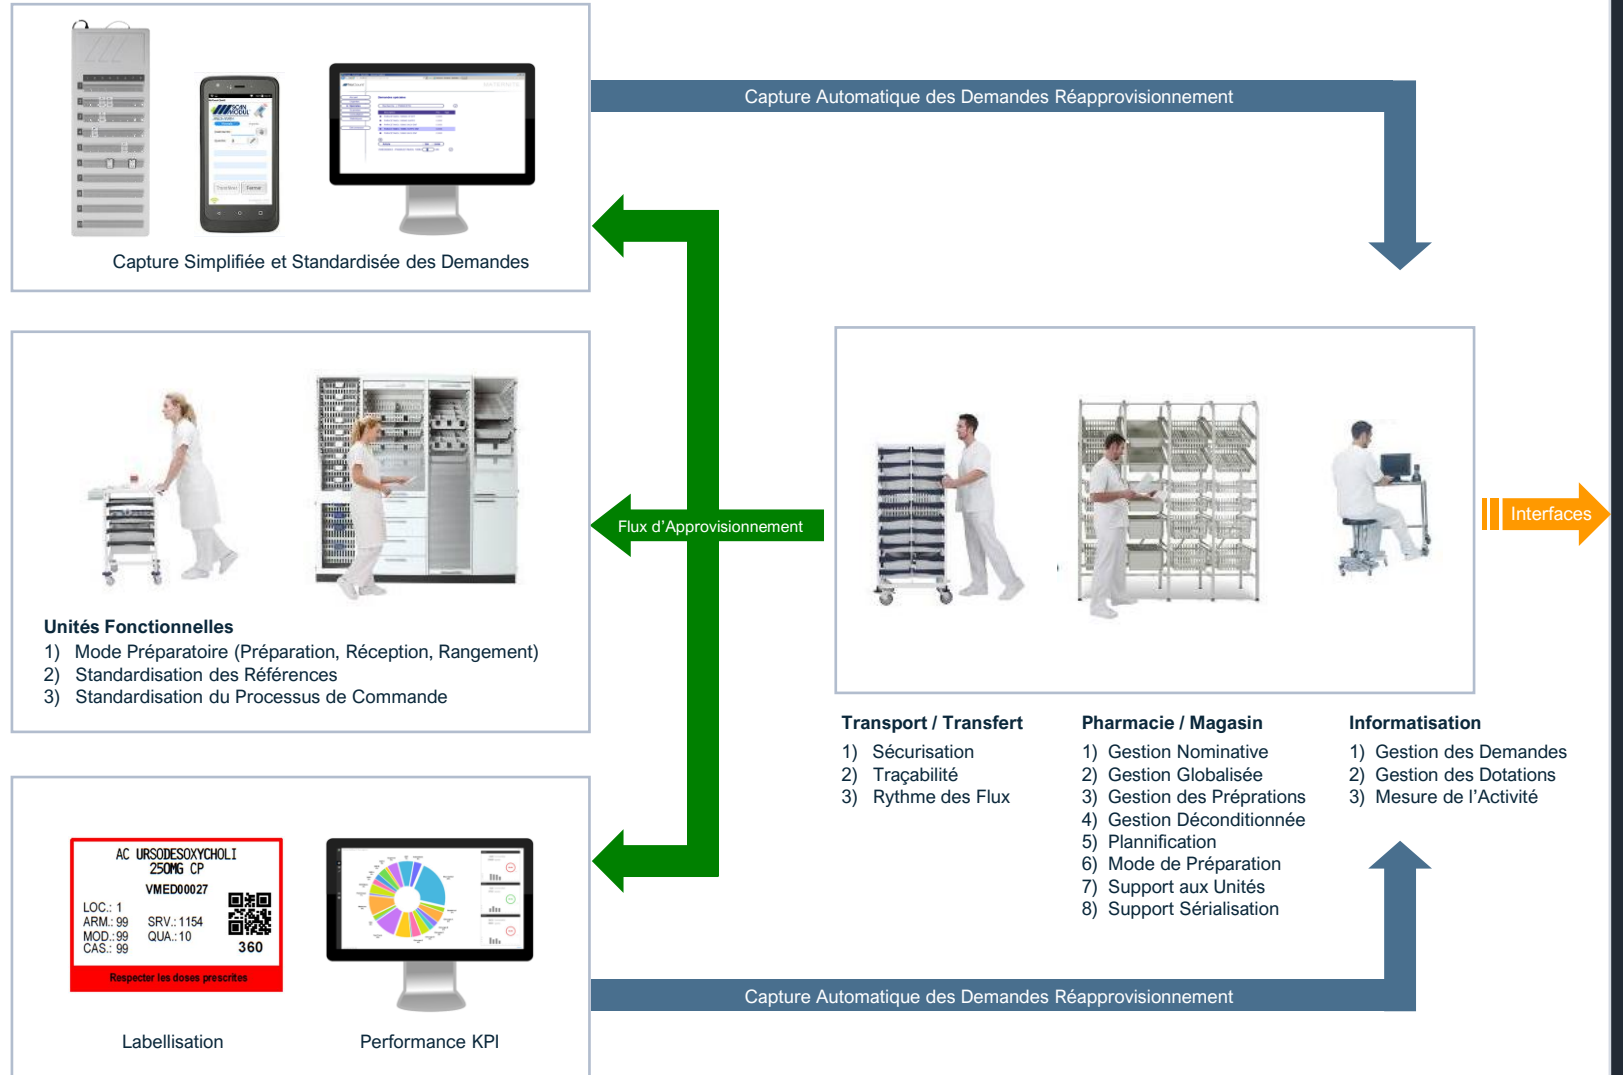 SCAN
MODUL
Transférer Fermer
Capture Simplifiée et Standardisée des Demandes
Capture Automatique des Demandes Réapprovisionnement
Flux d’Approvisionnement
Interfaces
Unités Fonctionnelles
1) Mode Préparatoire (Préparation, Réception, Rangement)
2) Standardisation des Références
3) Standardisation du Processus de Commande
Transport / Transfert
1) Sécurisation
2) Traçabilité
3) Rythme des Flux
Pharmacie / Magasin
1) Gestion Nominative
2) Gestion Globalisée
3) Gestion des Préprations
4) Gestion Déconditionnée
5) Plannification
6) Mode de Préparation
7) Support aux Unités
8) Support Sérialisation
Informatisation
1) Gestion des Demandes
2) Gestion des Dotations
3) Mesure de l’Activité
AC URSODESOXYCHOLI
250MG CP
VMED00027
LOC.: 1
ARM.: 99 SRV.: 1154
MOD.: 99 QUA.: 10
CAS.: 99 360
Respecter les doses prescrites
Labellisation
Performance KPI
Capture Automatique des Demandes Réapprovisionnement